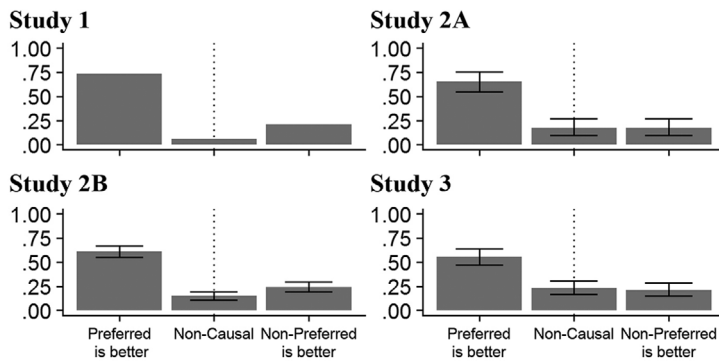 Study 1
1.00
.75
.50
.25
.00
Study 2A
1.00
.75
.50
.25
.00
Study 2B
1.00
.75
.50
.25
.00
Preferred
is better
Non-Causal
Non-Preferred
is better
Study 3
1.00
.75
.50
.25
.00
Preferred
is better
Non-Causal
Non-Preferred
is better